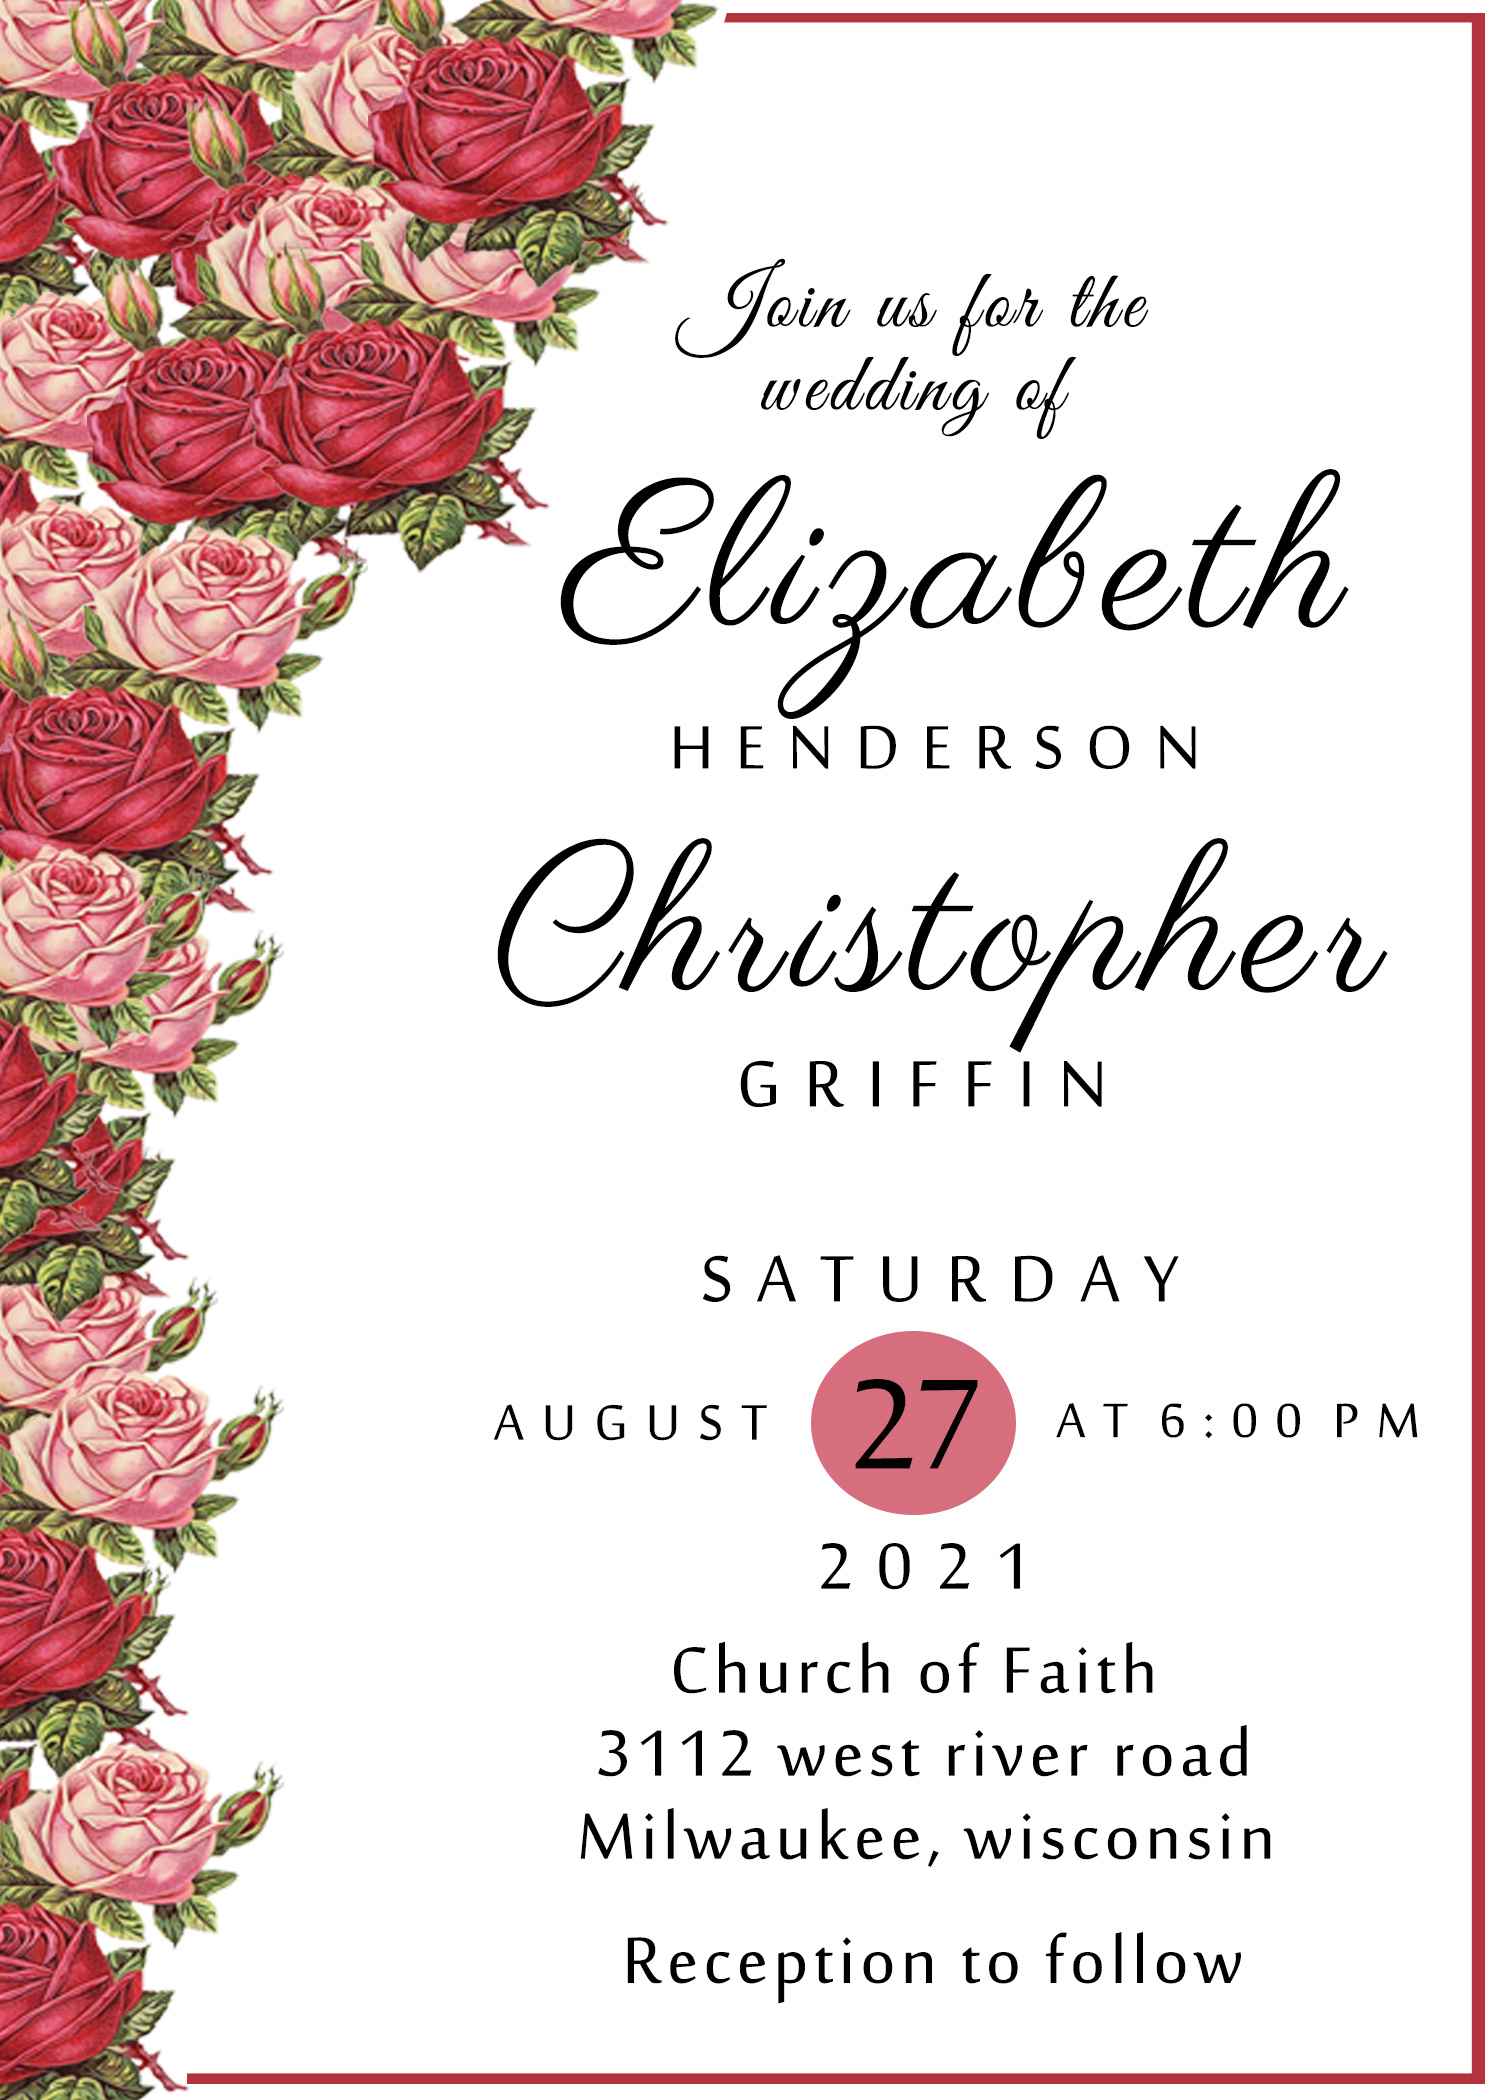 Join us for the
wedding of
Elizabeth
HENDERSON
Christopher
GRIFFIN
SATURDAY
AUGUST 27 AT 6:00 PM
2021
Church of Faith
3112 west river road
Milwaukee, wisconsin
Reception to follow